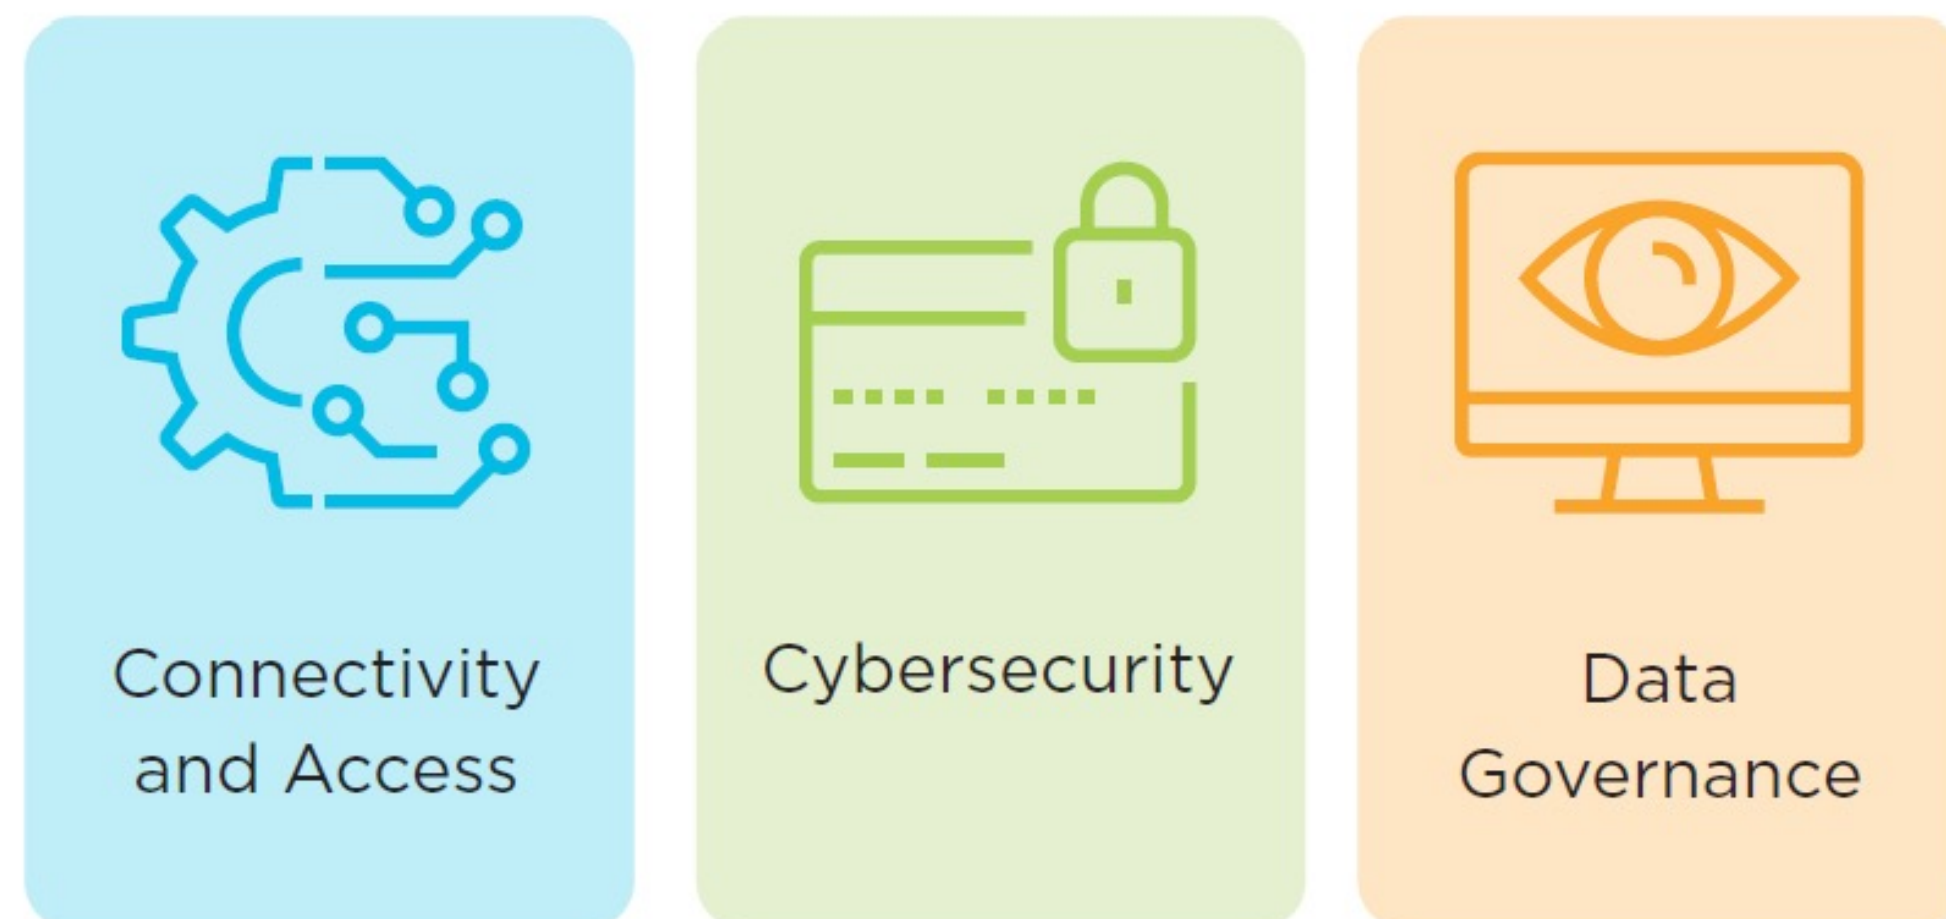 Connectivity
and Access
Cybersecurity
Data
Governance